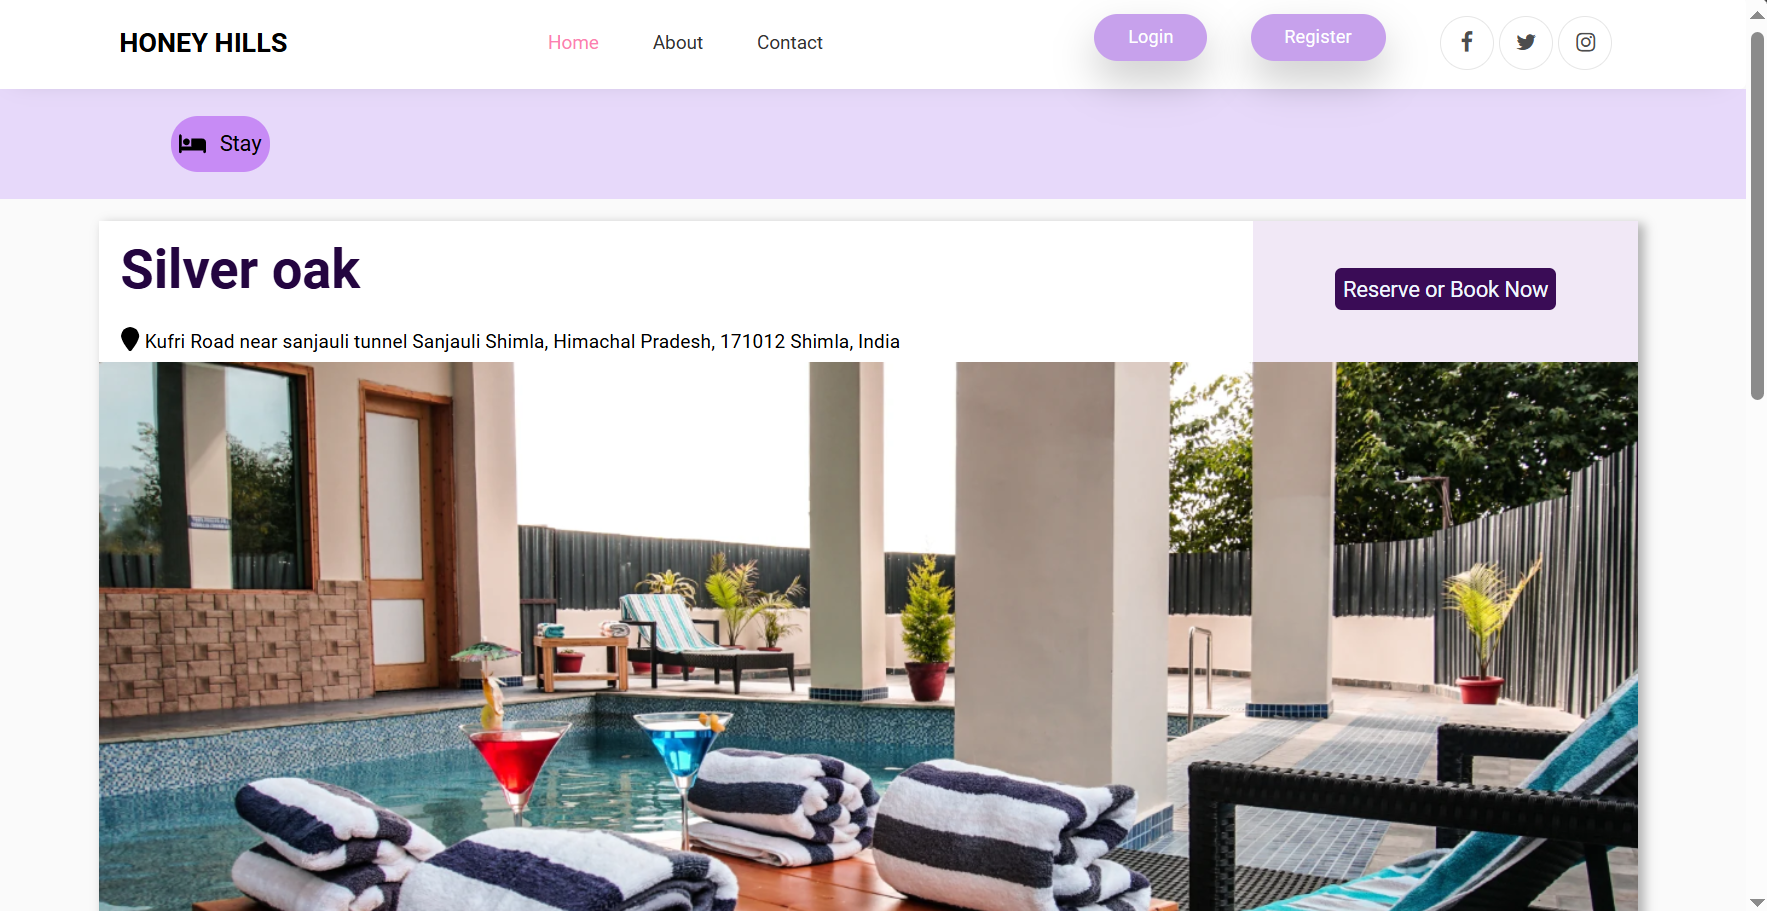 HONEY HILLS
Home
About
Contact
Login
Register
Stay
Silver oak
Reserve or Book Now
Kufri Road near sanjauli tunnel Sanjauli Shimla, Himachal Pradesh, 171012 Shimla, India